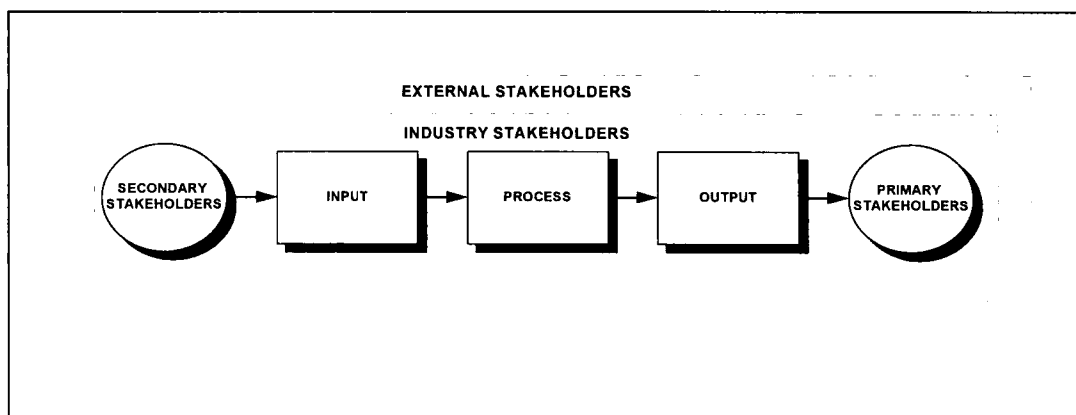 EXTERNAL STAKEHOLDERS
INDUSTRY STAKEHOLDERS
SECONDARY
STAKEHOLDERS
INPUT
PROCESS
OUTPUT
PRIMARY
STAKEHOLDERS